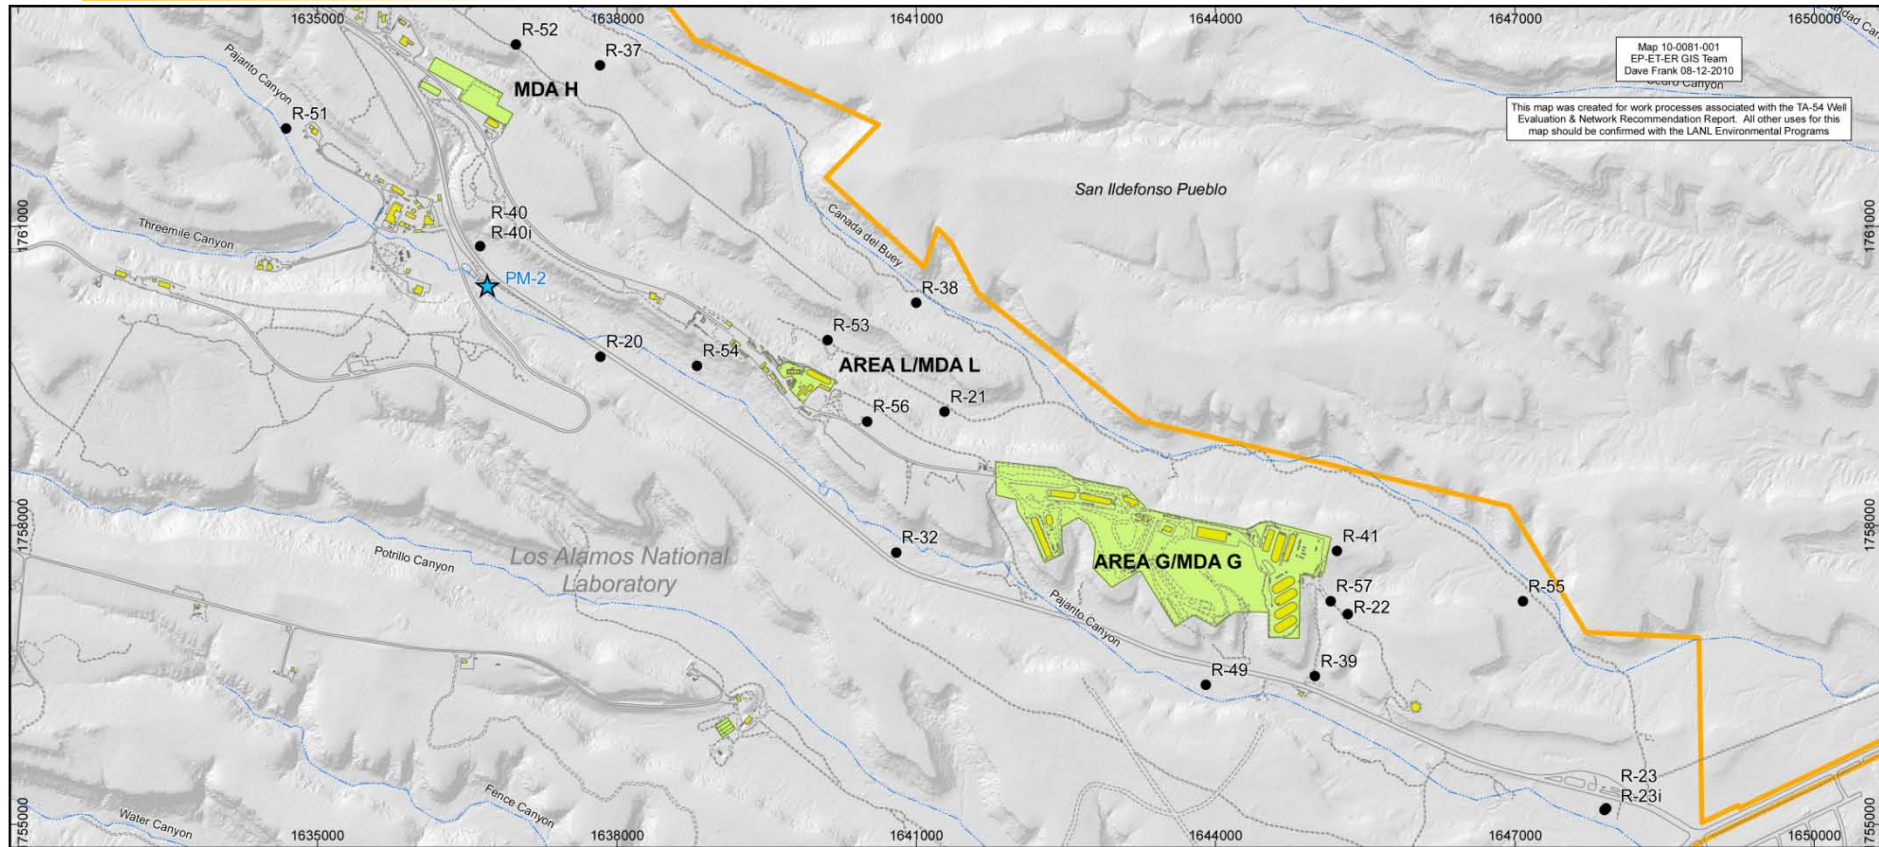 1635000
1638000
1641000
1644000
1647000
1650000
R-52
R-37
Map 10-0081-001
EP-ET-ER GIS Team
Dave Frank 08-12-2010
Pajarito Canyon
MDA H
This map was created for work processes associated with the TA-54 Well
Evaluation & Network Recommendation Report. All other uses for this
map should be confirmed with the LANL Environmental Programs
R-51
San Ildefonso Pueblo
1761000
1761000
Threemile Canyon
R-40
R-40i
Canada del Buey
PM-2
R-38
R-53
R-20
R-54
AREA L/MDA L
R-56
R-21
1758000
1758000
Potrillo Canyon
Los Alamos National
Laboratory
R-32
AREA G/MDA G
R-41
R-57
R-22
R-55
Pajarito Canyon
R-49
R-39
R-23
R-23i
Fence Canyon
Water Canyon
1755000
1755000
1635000
1638000
1641000
1644000
1647000
1650000